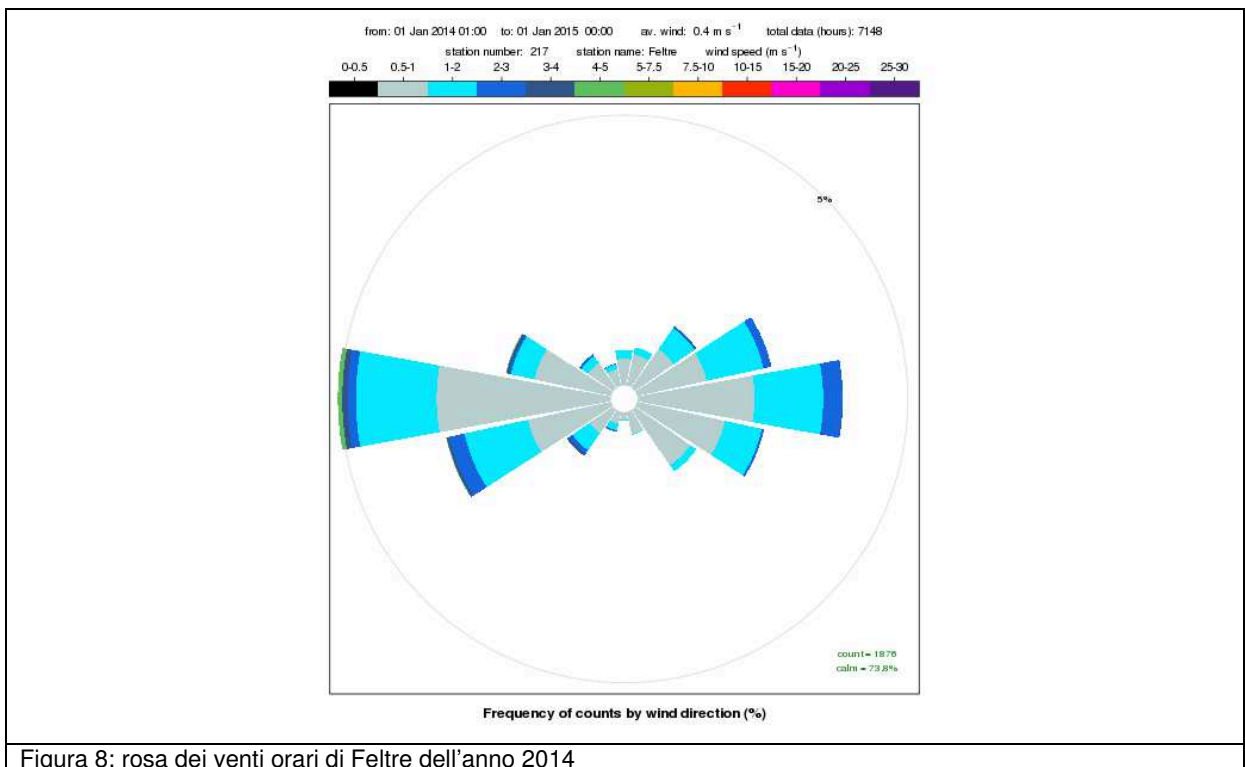 from: 01 Jan 2014 01:00 to: 01 Jan 2015 00:00 av. wind: 0.4 m s⁻¹ total data (hours): 7148
station number: 217 station name: Feltre wind speed (m s⁻¹)
0-0.5 0.5-1 1-2 2-3 3-4 4-5 5-7.5 7.5-10 10-15 15-20 20-25 25-30
5%
count = 1876
calm = 73.8%
Frequency of counts by wind direction (%)
Figura 8: rosa dei venti orari di Feltre dell'anno 2014